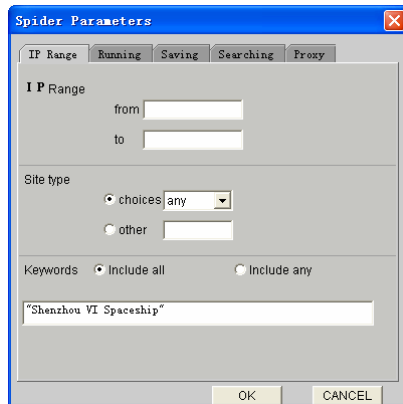 Spider Parameters
IP Range Running Saving Searching Proxy
IP Range
from
to
Site type
choices any
other
Keywords Include all Include any
"Shenzhou VI Spaceship"
OK CANCEL